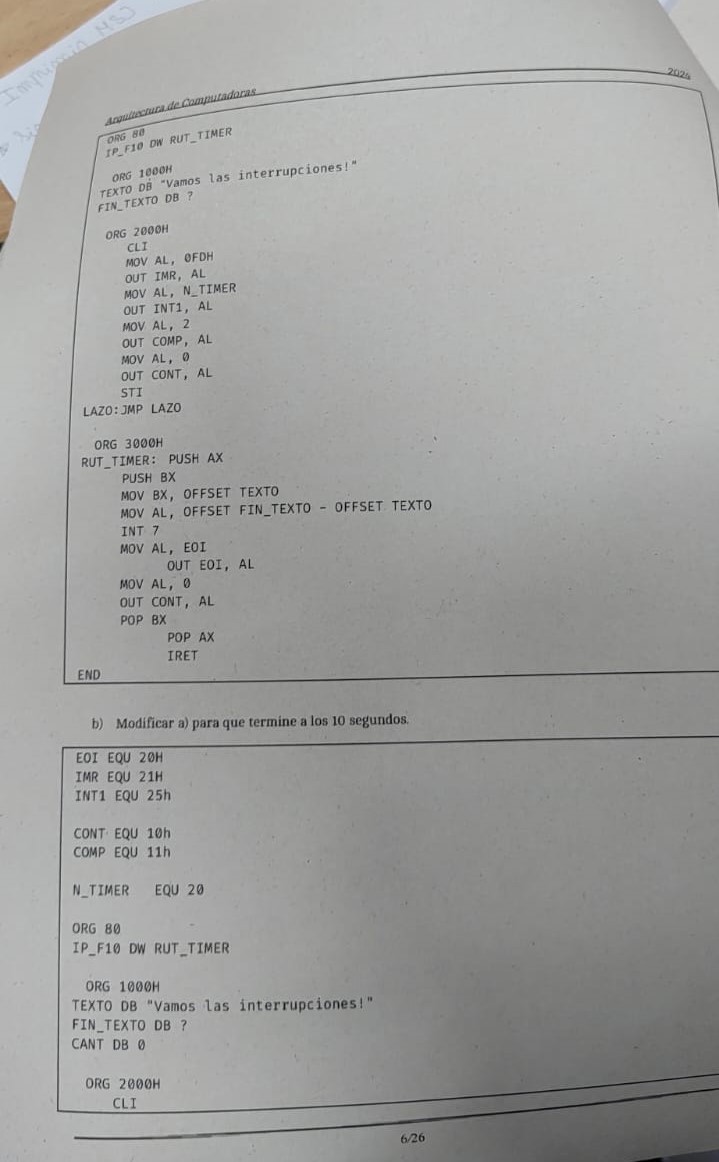 Arquitectura de Computadoras
2024
ORG 80
IP_F10 DW RUT_TIMER
ORG 1000H
TEXTO DB "Vamos las interrupciones!"
FIN_TEXTO DB ?
ORG 2000H
CLI
MOV AL, 0FDH
OUT IMR, AL
MOV AL, N_TIMER
OUT INT1, AL
MOV AL, 2
OUT COMP, AL
MOV AL, 0
OUT CONT, AL
STI
LAZO: JMP LAZO
ORG 3000H
RUT_TIMER: PUSH AX
PUSH BX
MOV BX, OFFSET TEXTO
MOV AL, OFFSET FIN_TEXTO - OFFSET TEXTO
INT 7
MOV AL, EOI
OUT EOI, AL
MOV AL, 0
OUT CONT, AL
POP BX
POP AX
IRET
END
b) Modificar a) para que termine a los 10 segundos.
EOI EQU 20H
IMR EQU 21H
INT1 EQU 25h
CONT EQU 10h
COMP EQU 11h
N_TIMER EQU 20
ORG 80
IP_F10 DW RUT_TIMER
ORG 1000H
TEXTO DB "Vamos las interrupciones!"
FIN_TEXTO DB ?
CANT DB 0
ORG 2000H
CLI
6/26